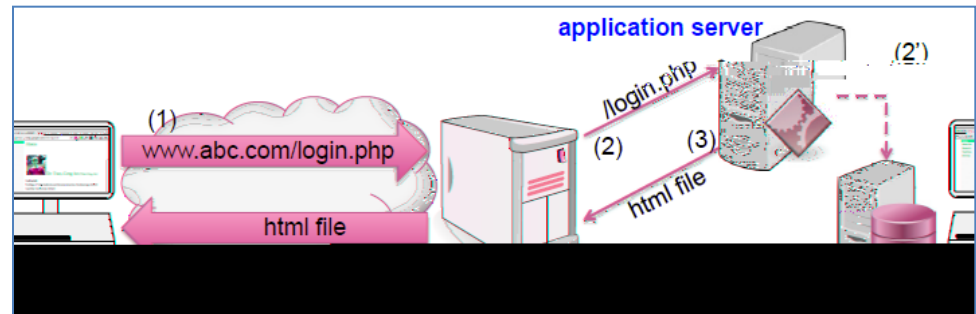 application server
(2')
/login.php
(1)
www.abc.com/login.php
(2)
(3)
html file
html file